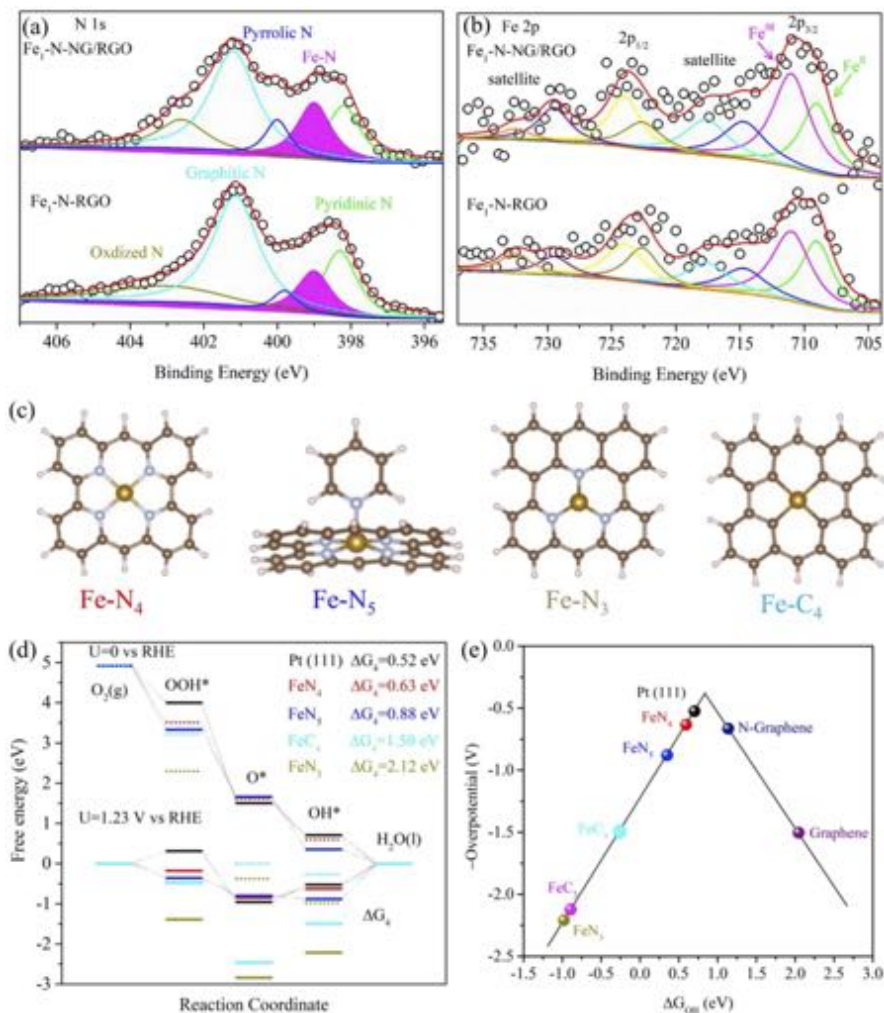 (a) N 1s
Fe₁-N-NG/RGO
Pyrrolic N
Fe-N
Graphitic N
Fe₁-N-RGO
Pyridinic N
Oxdized N
406 404 402 400 398 396
Binding Energy (eV)
(b) Fe 2p
Fe₁-N-NG/RGO
satellite
2p₁/₂
satellite
Feᴵᴵᴵ
2p₃/₂
Feᴵᴵ
Fe₁-N-RGO
735 730 725 720 715 710 705
Binding Energy (eV)
(c)
Fe-N₄ Fe-N₅ Fe-N₃ Fe-C₄
(d) U=0 vs RHE
O₂(g)
OOH*
Pt (111) ΔG₄=0.52 eV
FeN₄ ΔG₄=0.63 eV
FeN₅ ΔG₄=0.88 eV
FeC₄ ΔG₄=1.50 eV
FeN₃ ΔG₄=2.12 eV
O*
OH*
H₂O(l)
U=1.23 V vs RHE
ΔG₄
5
4
3
2
1
0
-1
-2
-3
Free energy (eV)
Reaction Coordinate
(e)
Pt (111)
FeN₄
N-Graphene
FeN₅
FeC₄
Graphene
FeN₃
0.0
-0.5
-1.0
-1.5
-2.0
-2.5
−Overpotential (V)
-1.5 -1.0 -0.5 0.0 0.5 1.0 1.5 2.0 2.5 3.0
ΔG_OH (eV)